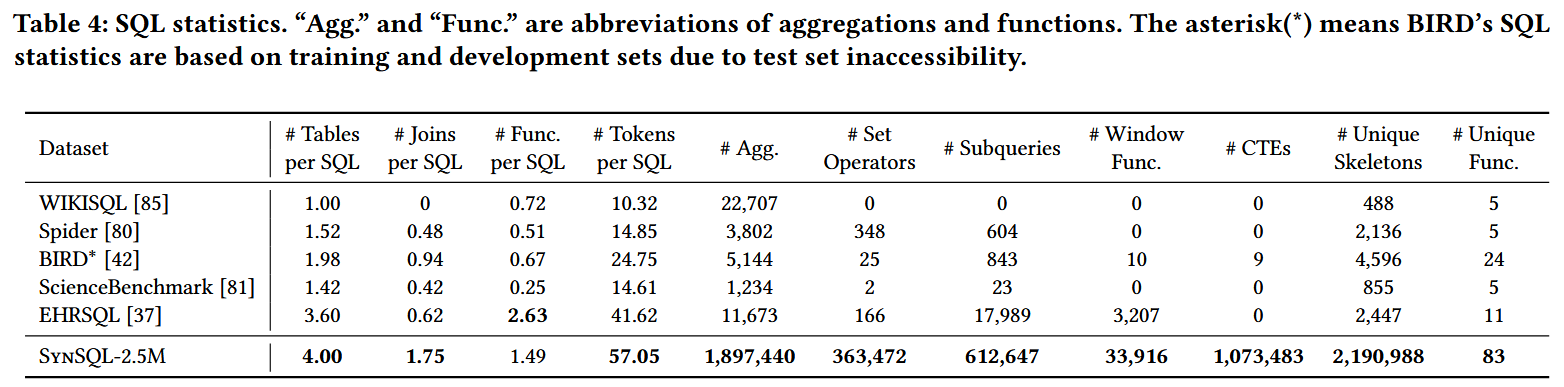 Table 4: SQL statistics. “Agg.” and “Func.” are abbreviations of aggregations and functions. The asterisk(*) means BIRD’s SQL
statistics are based on training and development sets due to test set inaccessibility.
Dataset | # Tables per SQL | # Joins per SQL | # Func. per SQL | # Tokens per SQL | # Agg. | # Set Operators | # Subqueries | # Window Func. | # CTEs | # Unique Skeletons | # Unique Func.
WIKISQL [85] | 1.00 | 0 | 0.72 | 10.32 | 22,707 | 0 | 0 | 0 | 0 | 488 | 5
Spider [80] | 1.52 | 0.48 | 0.51 | 14.85 | 3,802 | 348 | 604 | 0 | 0 | 2,136 | 5
BIRD* [42] | 1.98 | 0.94 | 0.67 | 24.75 | 5,144 | 25 | 843 | 10 | 9 | 4,596 | 24
ScienceBenchmark [81] | 1.42 | 0.42 | 0.25 | 14.61 | 1,234 | 2 | 23 | 0 | 0 | 855 | 5
EHRSQL [37] | 3.60 | 0.62 | 2.63 | 41.62 | 11,673 | 166 | 17,989 | 3,207 | 0 | 2,447 | 11
SynSQL-2.5M | 4.00 | 1.75 | 1.49 | 57.05 | 1,897,440 | 363,472 | 612,647 | 33,916 | 1,073,483 | 2,190,988 | 83